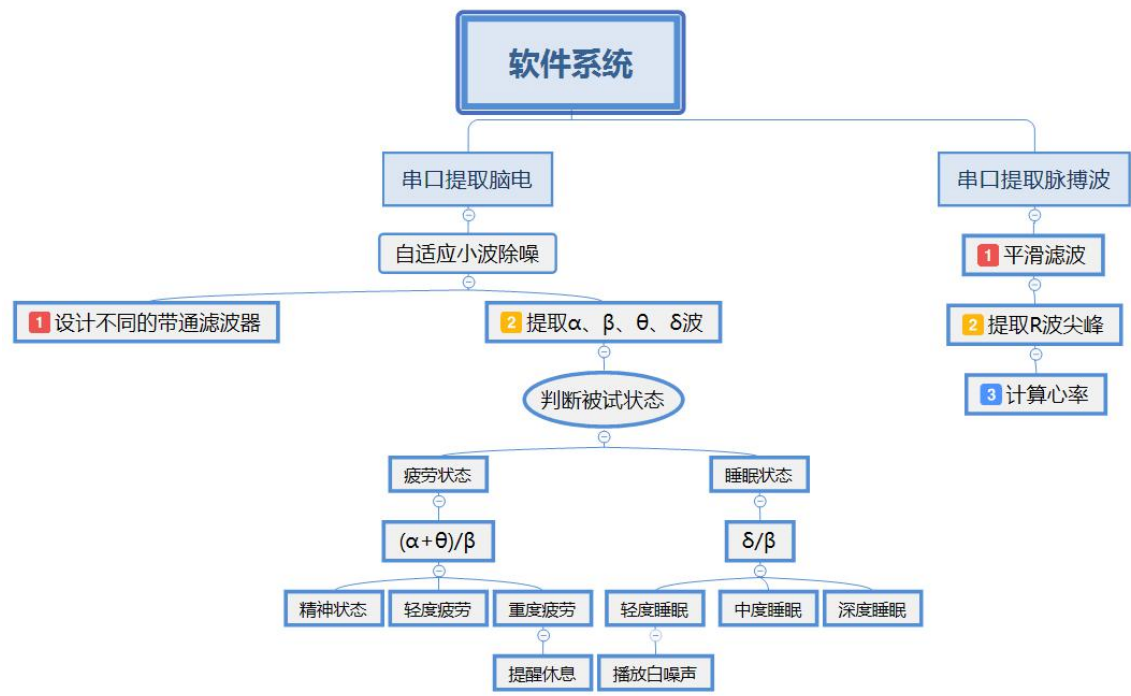 软件系统
串口提取脑电
串口提取脉搏波
自适应小波除噪
1 平滑滤波
1 设计不同的带通滤波器
2 提取α、β、θ、δ波
2 提取R波尖峰
判断被试状态
3 计算心率
疲劳状态
睡眠状态
(α+θ)/β
δ/β
精神状态
轻度疲劳
重度疲劳
轻度睡眠
中度睡眠
深度睡眠
提醒休息
播放白噪声